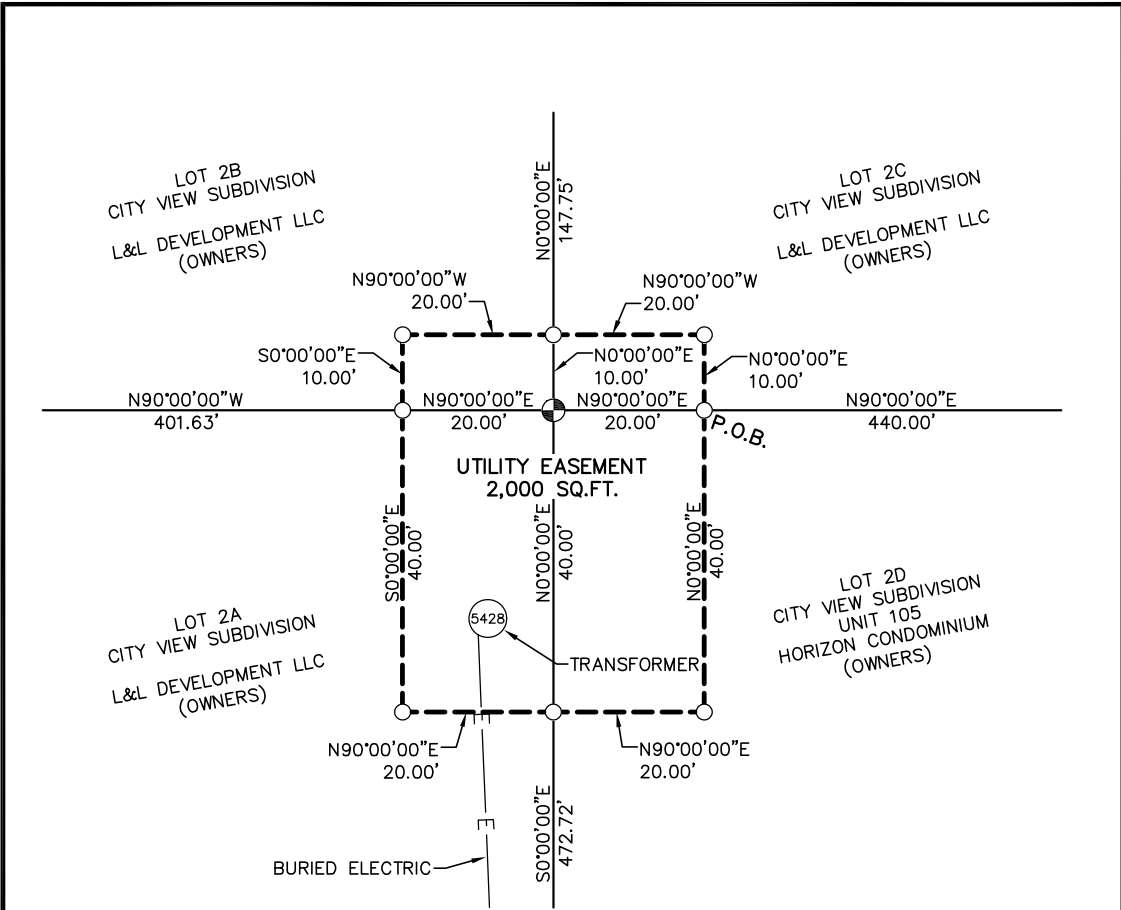 LOT 2B
CITY VIEW SUBDIVISION
L&L DEVELOPMENT LLC
(OWNERS)
N0°00'00"E
147.75'
LOT 2C
CITY VIEW SUBDIVISION
L&L DEVELOPMENT LLC
(OWNERS)
N90°00'00"W
20.00'
N90°00'00"W
20.00'
S0°00'00"E
10.00'
N0°00'00"E
10.00'
N0°00'00"E
10.00'
N90°00'00"W
401.63'
N90°00'00"E
20.00'
N90°00'00"E
20.00'
P.O.B.
N90°00'00"E
440.00'
UTILITY EASEMENT
2,000 SQ.FT.
S0°00'00"E
40.00'
N0°00'00"E
40.00'
N0°00'00"E
40.00'
LOT 2A
CITY VIEW SUBDIVISION
L&L DEVELOPMENT LLC
(OWNERS)
5428
TRANSFORMER
LOT 2D
CITY VIEW SUBDIVISION
UNIT 105
HORIZON CONDOMINIUM
(OWNERS)
E
N90°00'00"E
20.00'
N90°00'00"E
20.00'
E
S0°00'00"E
472.72'
BURIED ELECTRIC